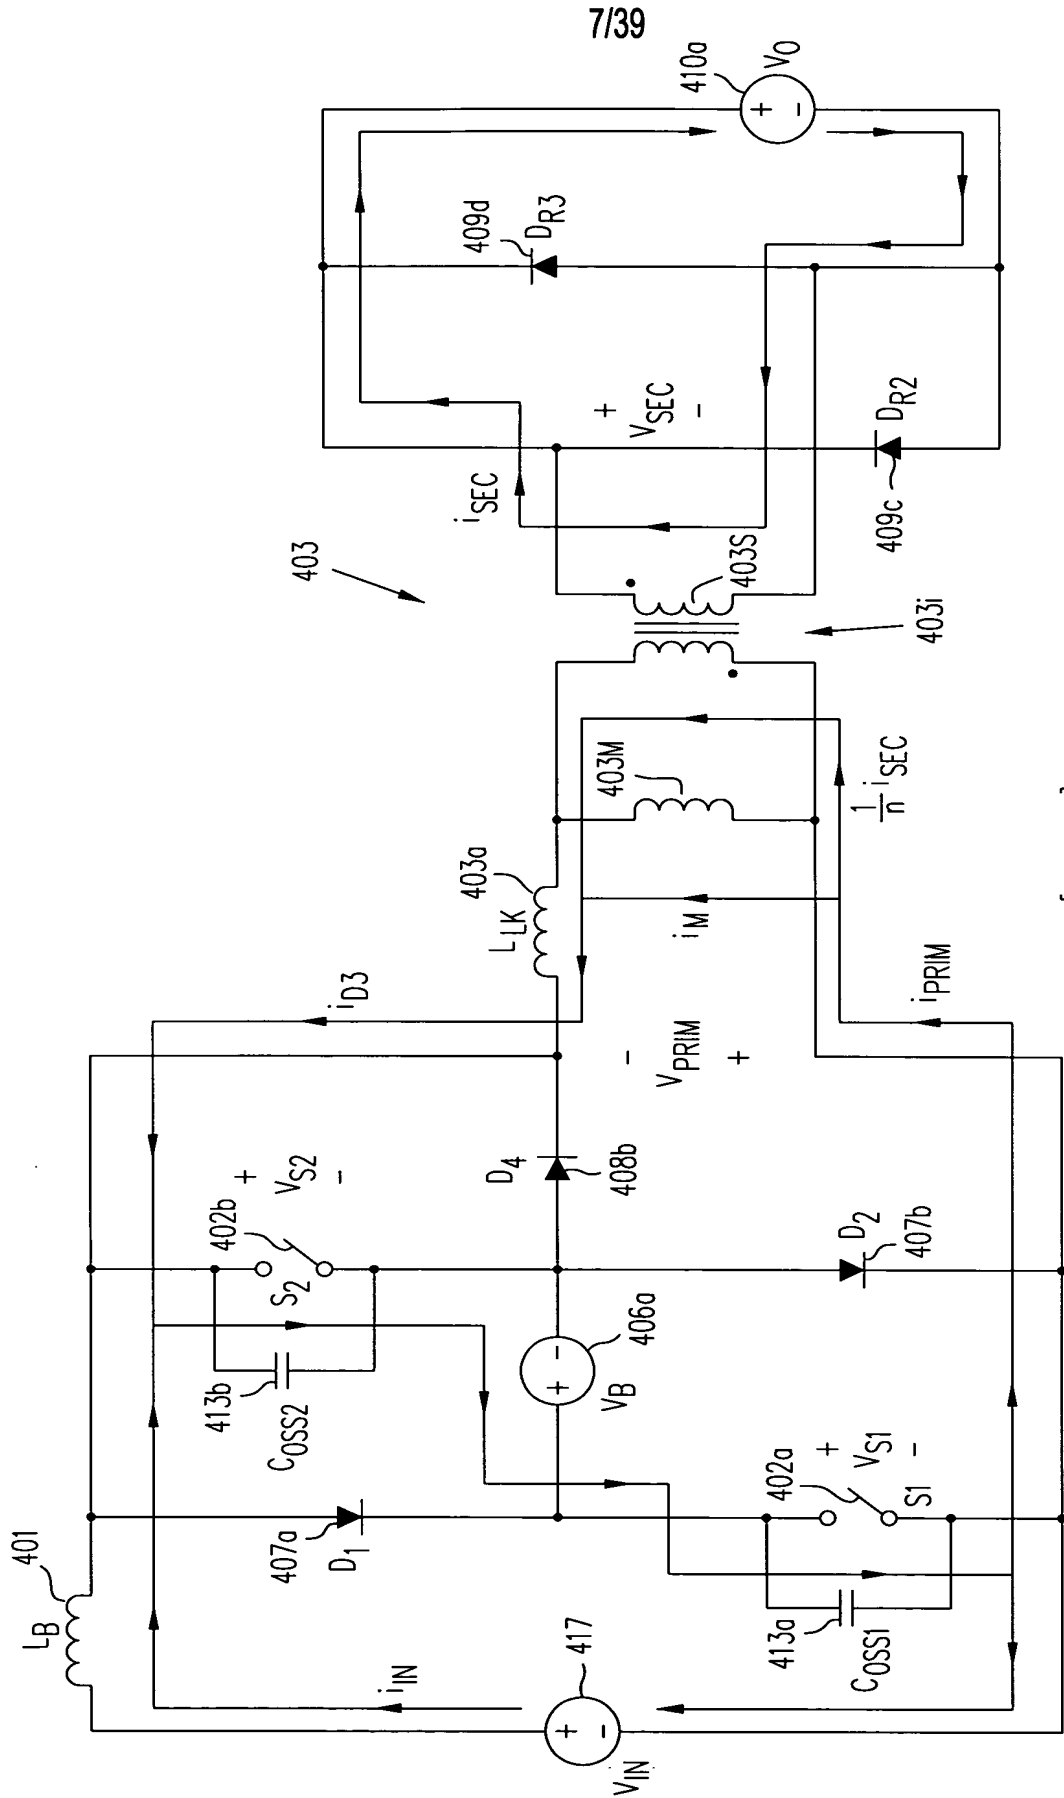 7/39
410a
VO
409d
DR3
+
VSEC
-
DR2
409c
iSEC
403
403S
403i
403M
1/n iSEC
403a
LLK
iM
iD3
iPRIM
-
VPRIM
+
D4
408b
402b
+
VS2
-
S2
D2
407b
413b
COSS2
406a
+ -
VB
402a
+
VS1
-
S1
401
LB
407a
D1
413a
COSS1
iIN
417
+ -
VIN
+ -